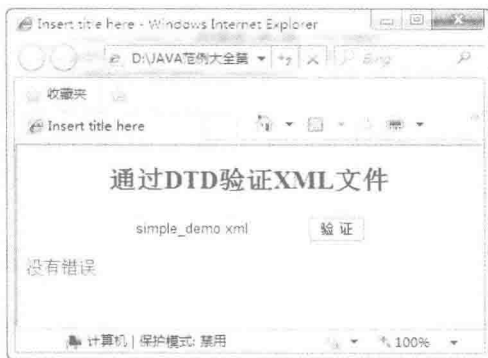 Insert title here - Windows Internet Explorer
D:\JAVA范例大全篇
Bing
收藏夹
Insert title here
通过DTD验证XML文件
simple_demo xml
验 证
没有错误
计算机 | 保护模式: 禁用
100%